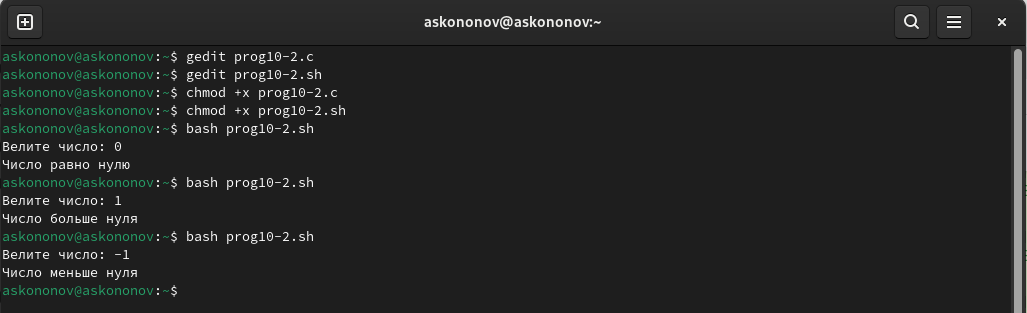 askononov@askononov:~
askononov@askononov:~$ gedit prog10-2.c
askononov@askononov:~$ gedit prog10-2.sh
askononov@askononov:~$ chmod +x prog10-2.c
askononov@askononov:~$ chmod +x prog10-2.sh
askononov@askononov:~$ bash prog10-2.sh
Велите число: 0
Число равно нулю
askononov@askononov:~$ bash prog10-2.sh
Велите число: 1
Число больше нуля
askononov@askononov:~$ bash prog10-2.sh
Велите число: -1
Число меньше нуля
askononov@askononov:~$